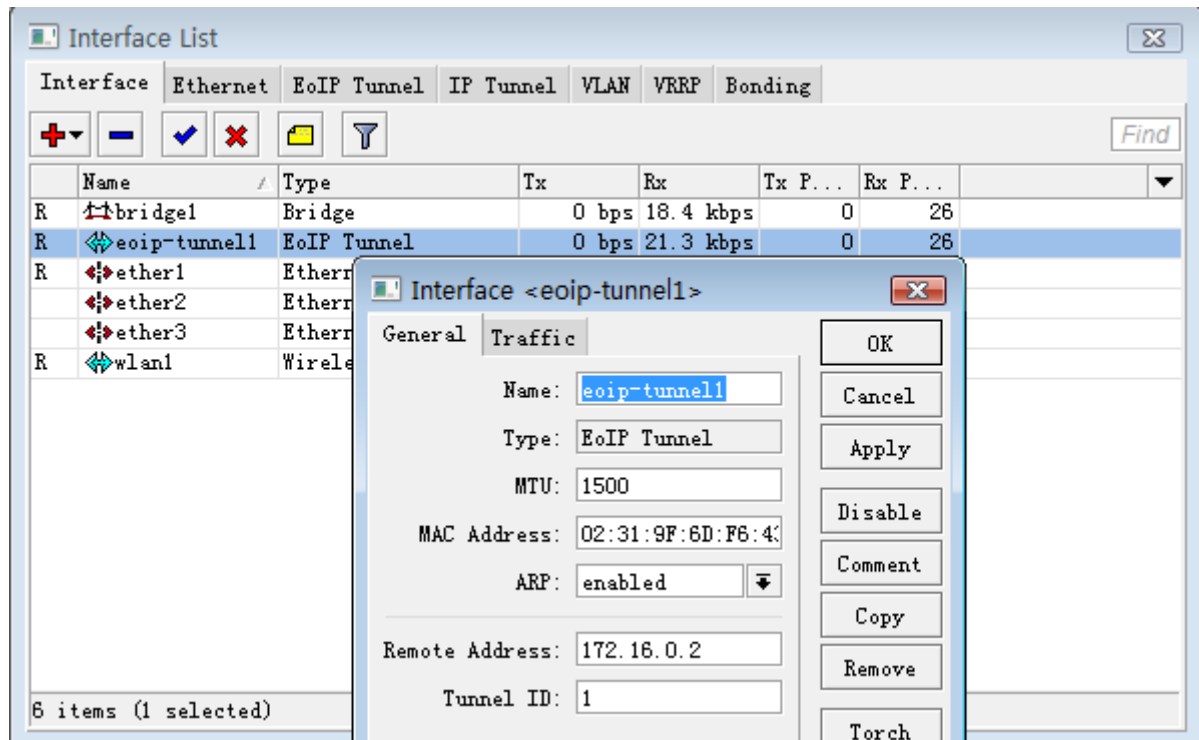 Interface List
Interface Ethernet EoIP Tunnel IP Tunnel VLAN VRRP Bonding
Find
Name Type Tx Rx Tx P... Rx P...
R bridge1 Bridge 0 bps 18.4 kbps 0 26
R eoip-tunnel1 EoIP Tunnel 0 bps 21.3 kbps 0 26
R ether1
ether2
ether3
R wlan1
Interface <eoip-tunnel1>
General Traffic
OK
Name: eoip-tunnel1
Cancel
Type: EoIP Tunnel
Apply
MTU: 1500
Disable
MAC Address: 02:31:9F:6D:F6:4
Comment
ARP: enabled
Copy
Remote Address: 172.16.0.2
Remove
Tunnel ID: 1
Torch
6 items (1 selected)